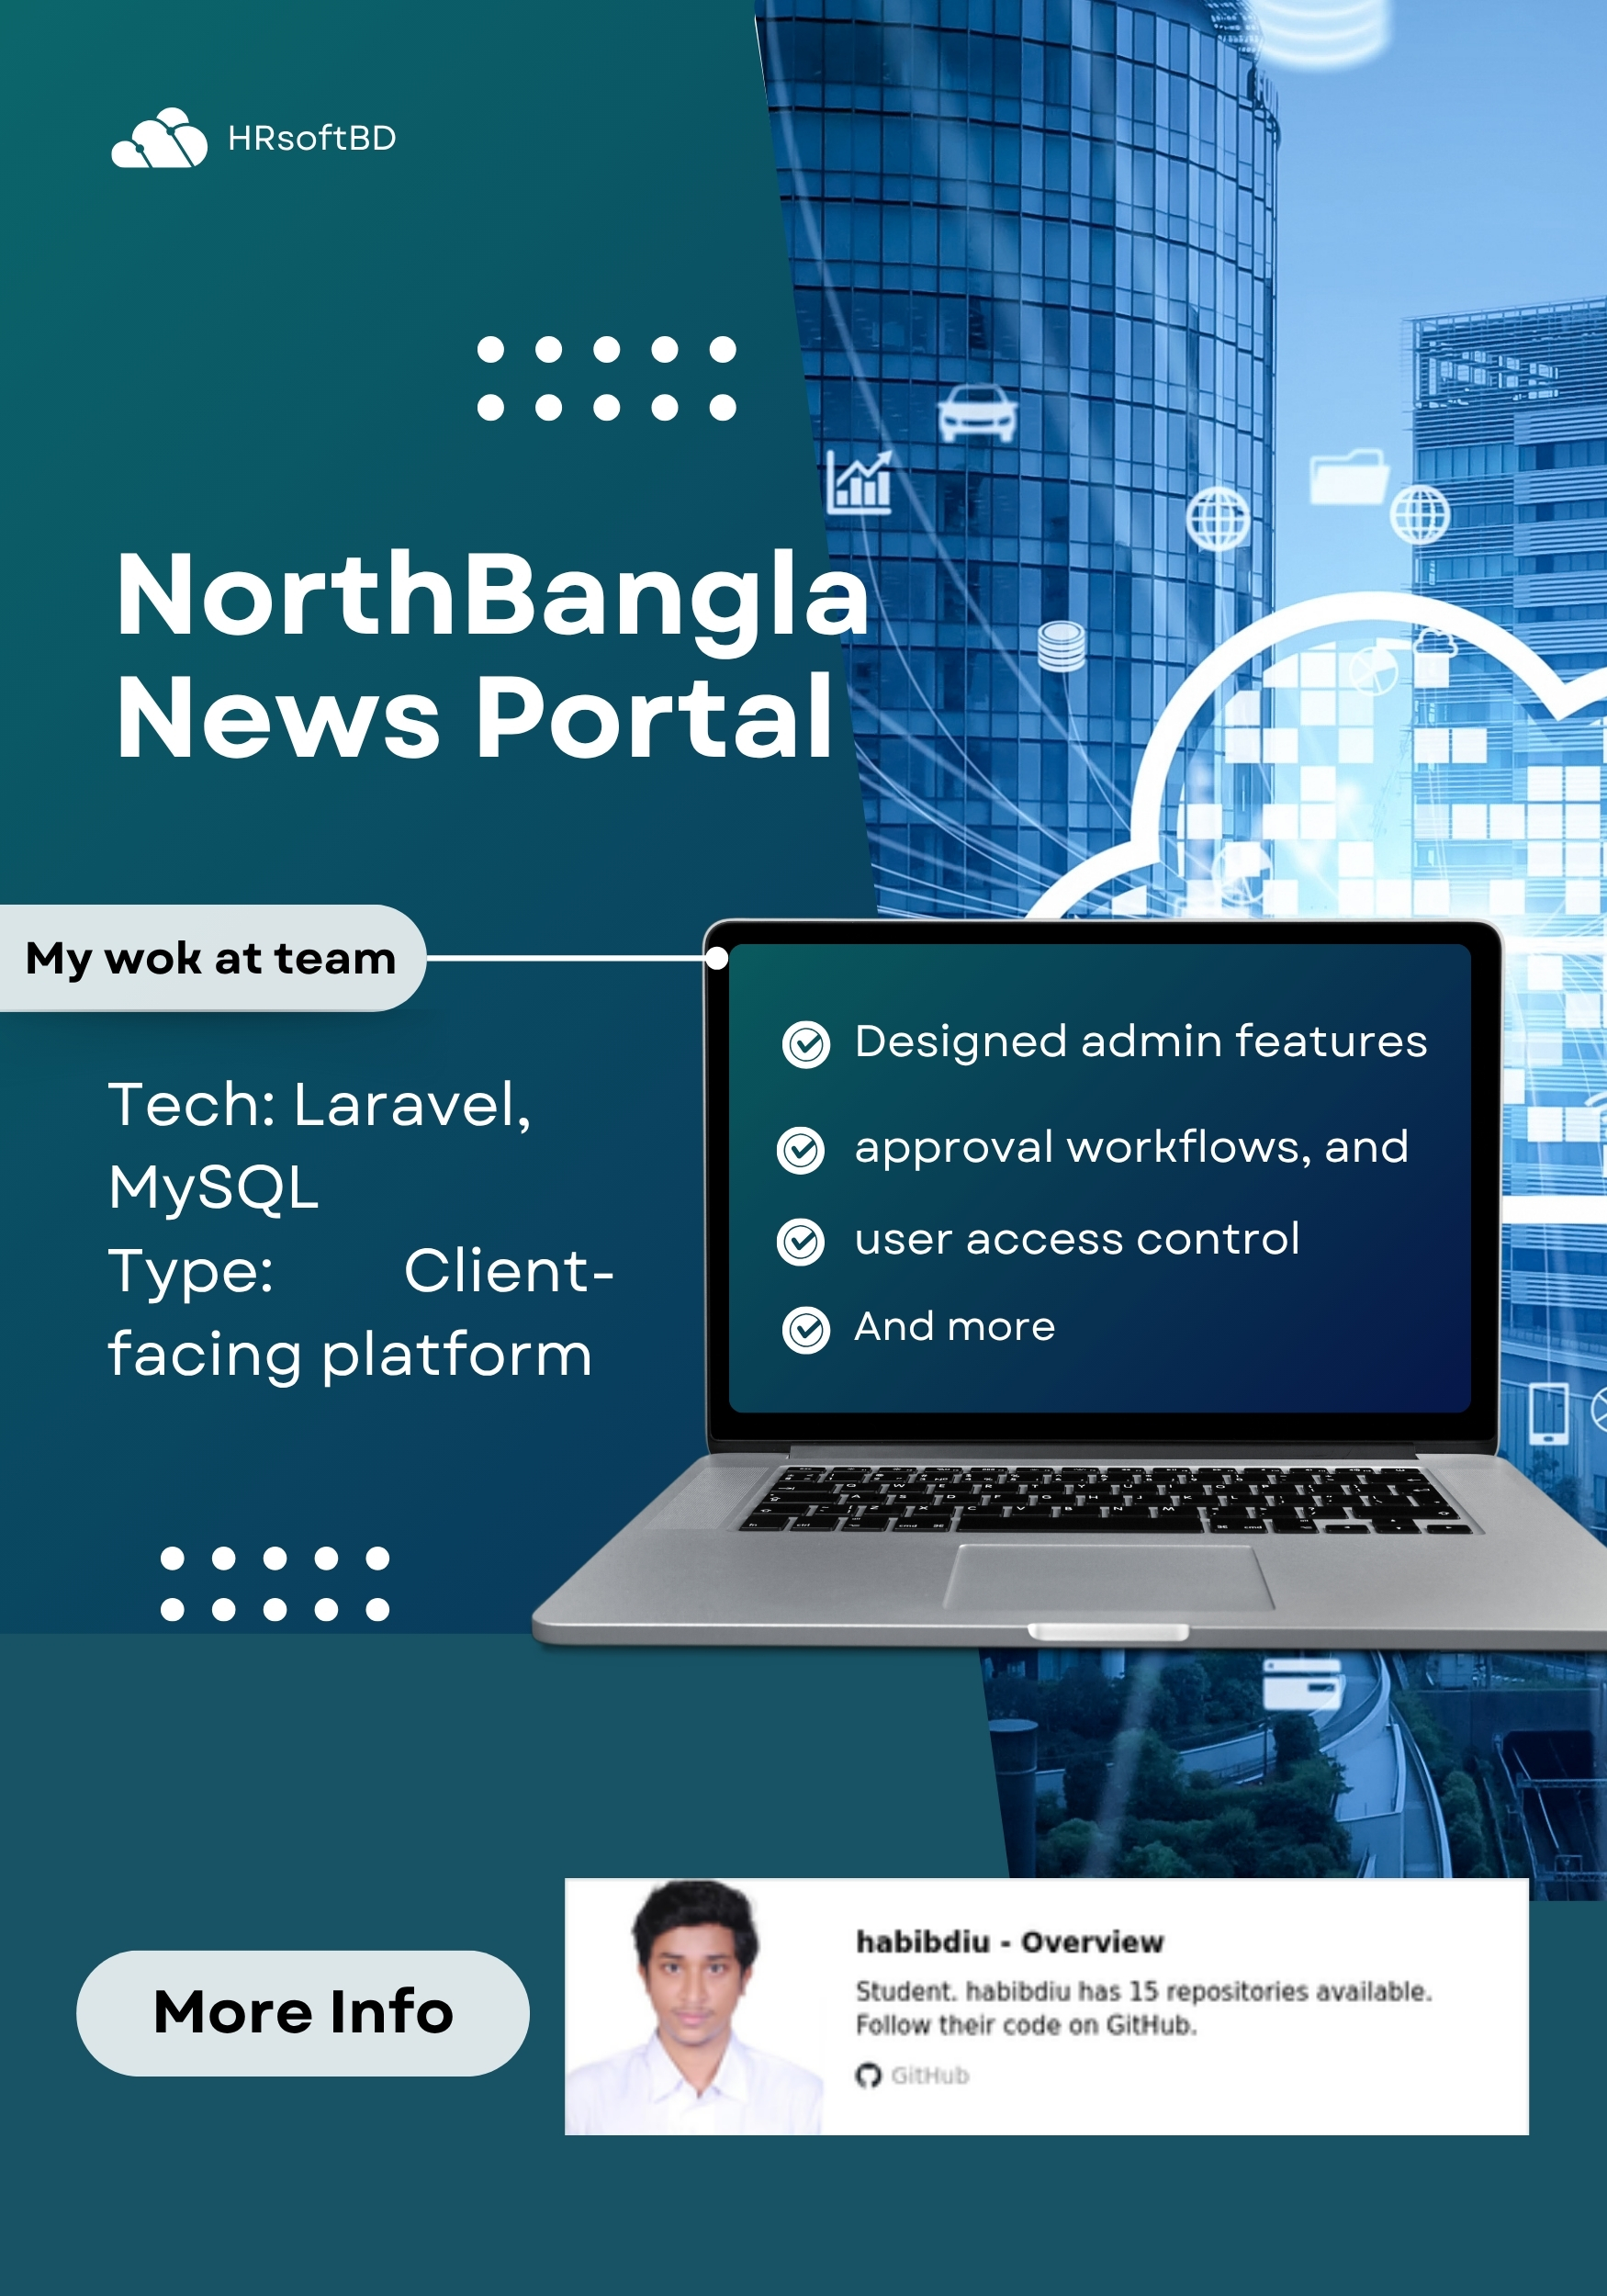 HRsoftBD
NorthBangla
News Portal
My wok at team
Tech: Laravel,
MySQL
Type: Client-
facing platform
Designed admin features
approval workflows, and
user access control
And more
More Info
habibdiu - Overview
Student. habibdiu has 15 repositories available.
Follow their code on GitHub.
GitHub